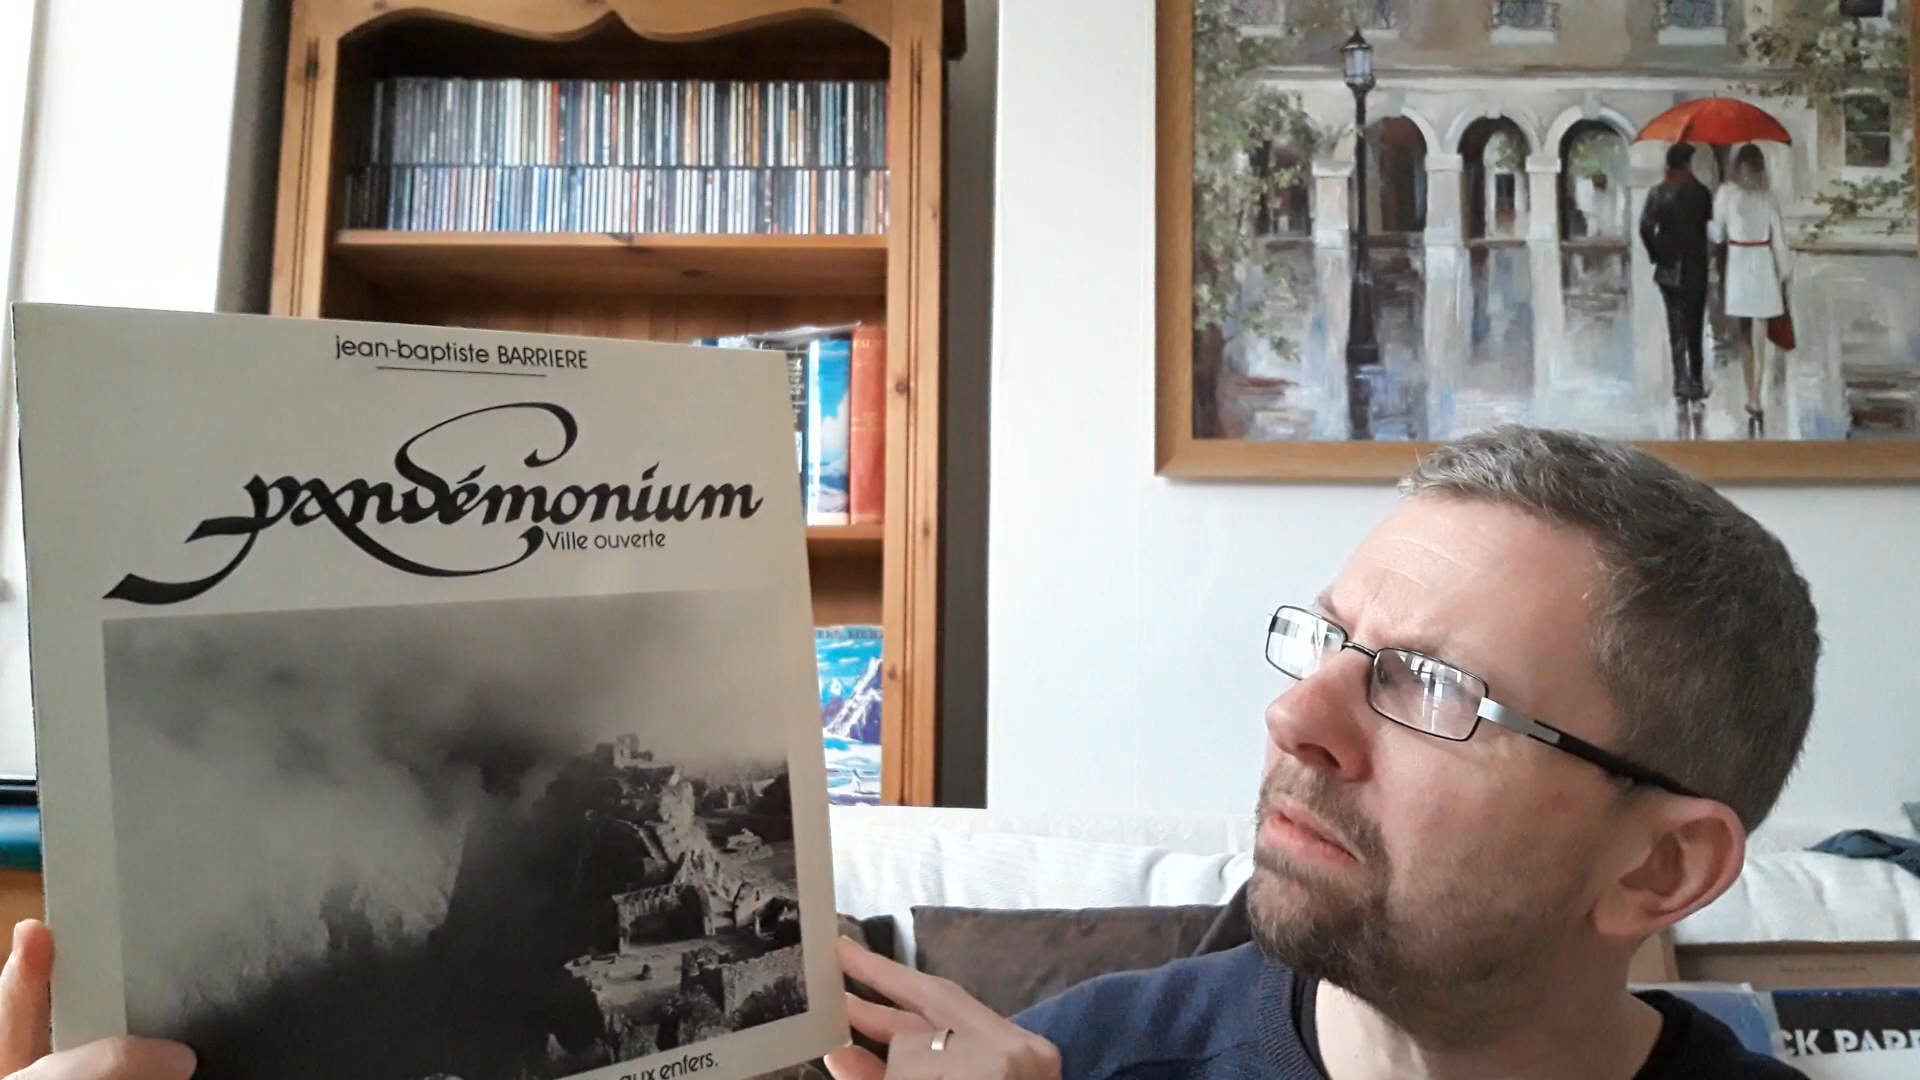 jean-baptiste BARRIERE
pandémonium
Ville ouverte
aux enfers.
CK PAR